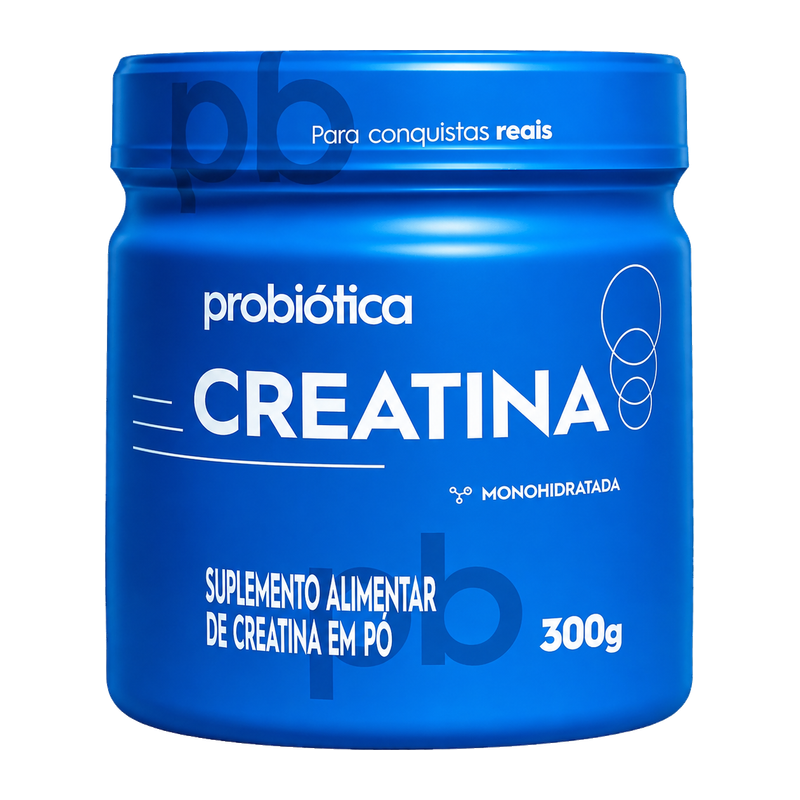 pb
Para conquistas reais
probiótica
CREATINA
MONOHIDRATADA
SUPLEMENTO ALIMENTAR
DE CREATINA EM PÓ
300g
pb